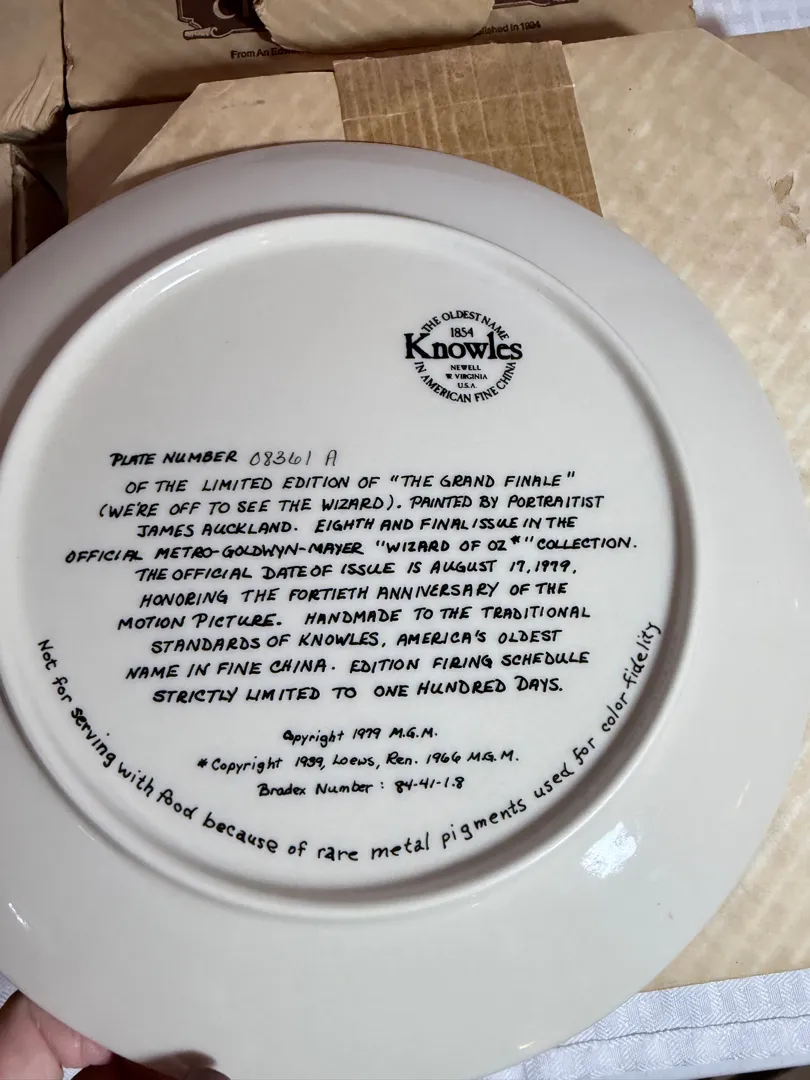 From An E
lished in 1994
THE OLDEST NAME
1854
Knowles
NEWELL
W VIRGINIA
U.S.A.
IN AMERICAN FINE CHINA
PLATE NUMBER 08361 A
OF THE LIMITED EDITION OF "THE GRAND FINALE"
(WE'RE OFF TO SEE THE WIZARD). PAINTED BY PORTRAITIST
JAMES AUCKLAND. EIGHTH AND FINAL ISSUE IN THE
OFFICIAL METRO-GOLDWYN-MAYER "WIZARD OF OZ*" COLLECTION.
THE OFFICIAL DATE OF ISSUE IS AUGUST 17, 1979,
HONORING THE FORTIETH ANNIVERSARY OF THE
MOTION PICTURE. HANDMADE TO THE TRADITIONAL
STANDARDS OF KNOWLES, AMERICA'S OLDEST
NAME IN FINE CHINA. EDITION FIRING SCHEDULE
STRICTLY LIMITED TO ONE HUNDRED DAYS.
Copyright 1979 M.G.M.
* Copyright 1939, Loews, Ren. 1966 M.G.M.
Bradex Number: 84-41-1.8
Not for serving with food because of rare metal pigments used for color fidelity